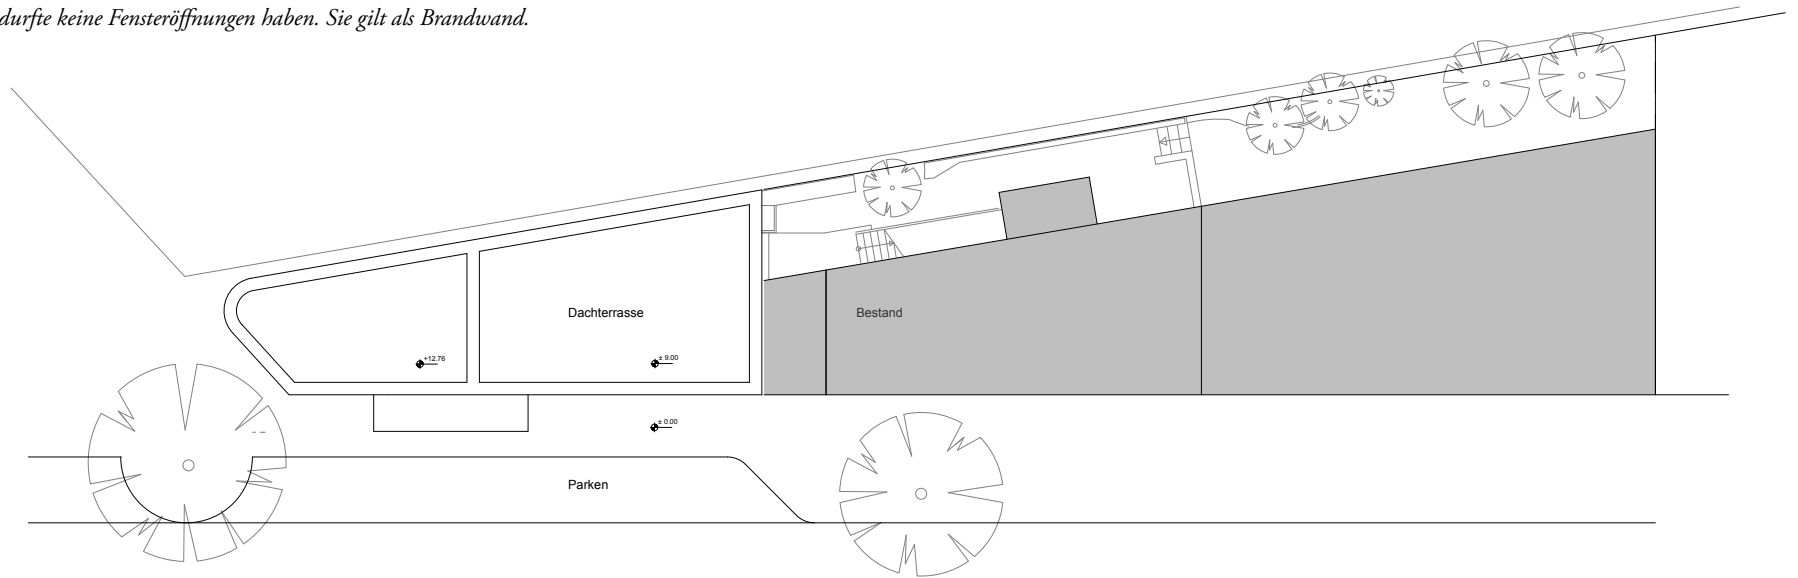 durfte keine Fensteröffnungen haben. Sie gilt als Brandwand.
Dachterrasse
Bestand
+12.76
± 9.00
± 0.00
Parken